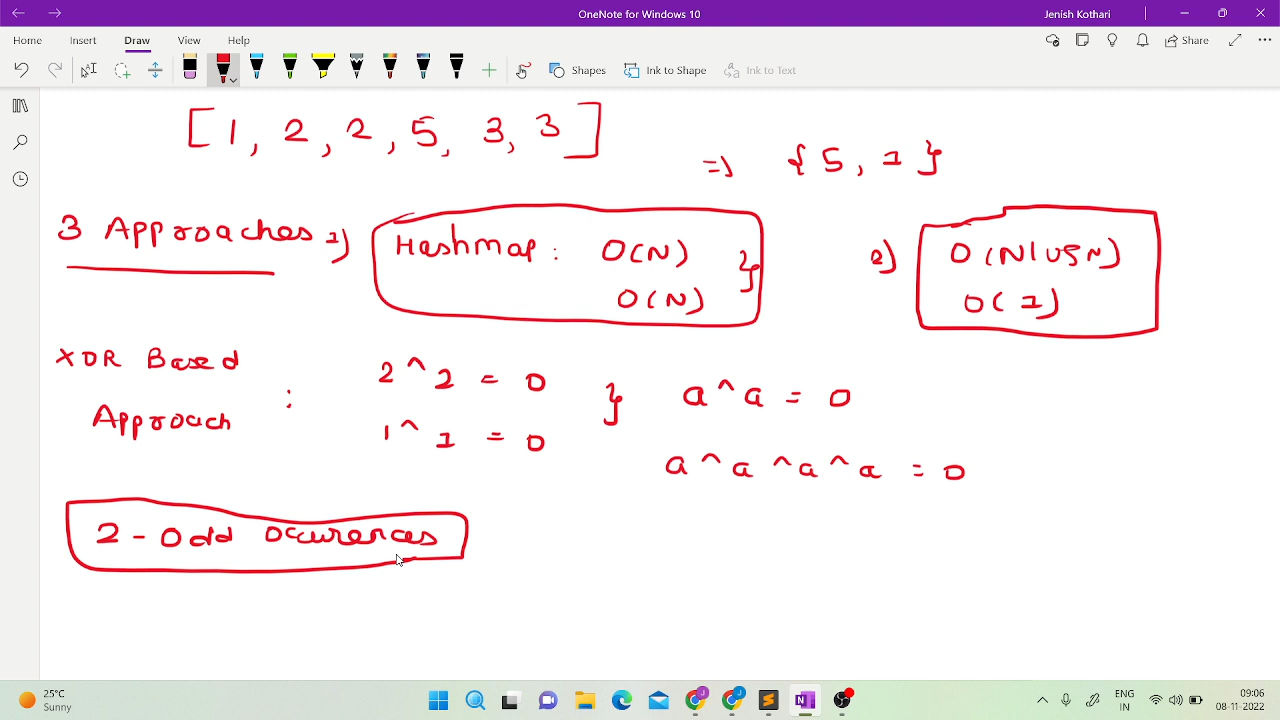 OneNote for Windows 10
Jenish Kothari
Home Insert Draw View Help
Share
Shapes Ink to Shape Ink to Text
[1, 2, 2, 5, 3, 3]
=> {5, 1}
3 Approaches 1) Hashmap : O(N) } 2) O(NlogN)
O(N) O(1)
XOR Based Approach :
2^2 = 0 } a^a = 0
1^1 = 0
a^a^a^a = 0
2 - Odd Ocurences
25°C
Sunny
ENG
IN
09:06
08-11-2022